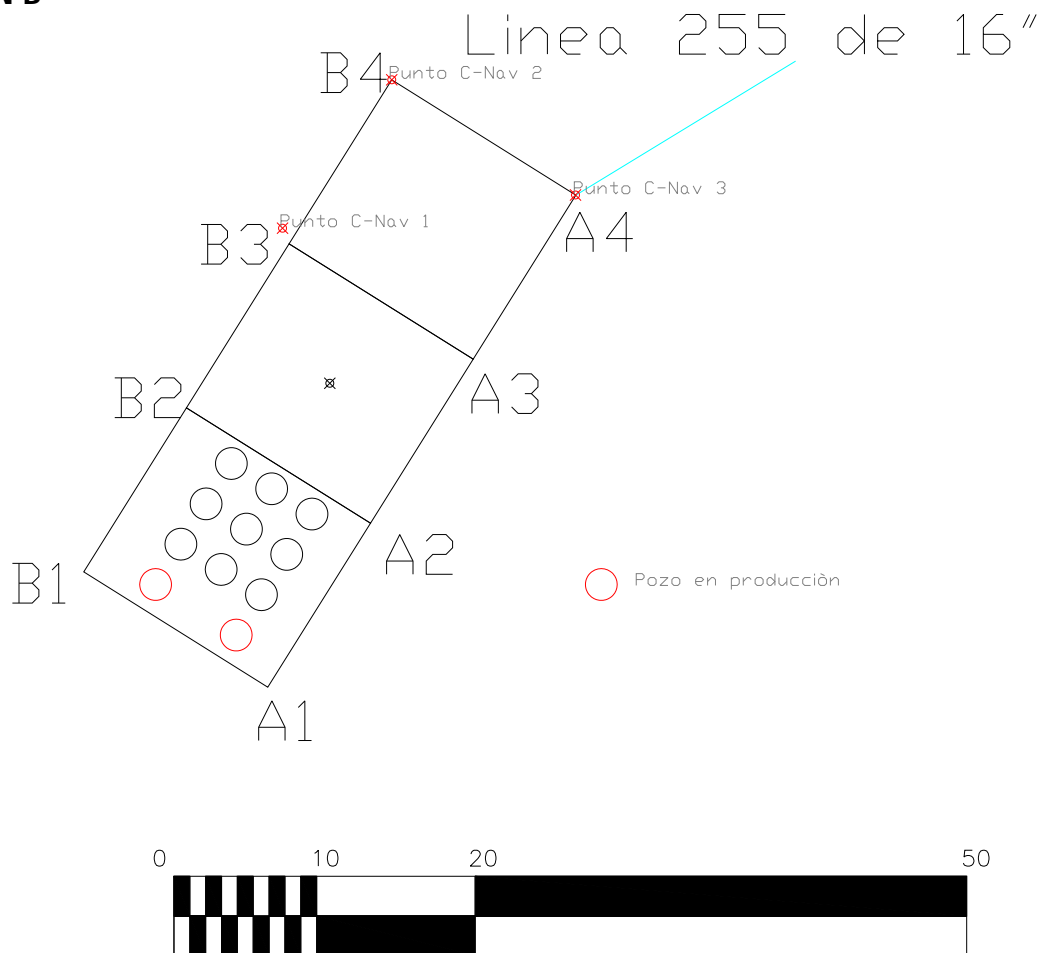 Linea 255 de 16"
B4
Punto C-Nav 2
Punto C-Nav 3
A4
Punto C-Nav 1
B3
A3
B2
A2
B1
Pozo en producciòn
A1
0 10 20 50